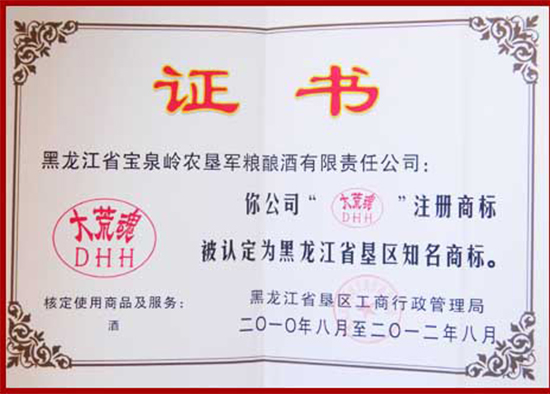 证书
黑龙江省宝泉岭农垦军粮酿酒有限责任公司：
大荒魂
DHH
你公司“大荒魂 DHH”注册商标
被认定为黑龙江省垦区知名商标。
核定使用商品及服务：
酒
黑龙江省垦区工商行政管理局
二〇一〇年八月至二〇一二年八月